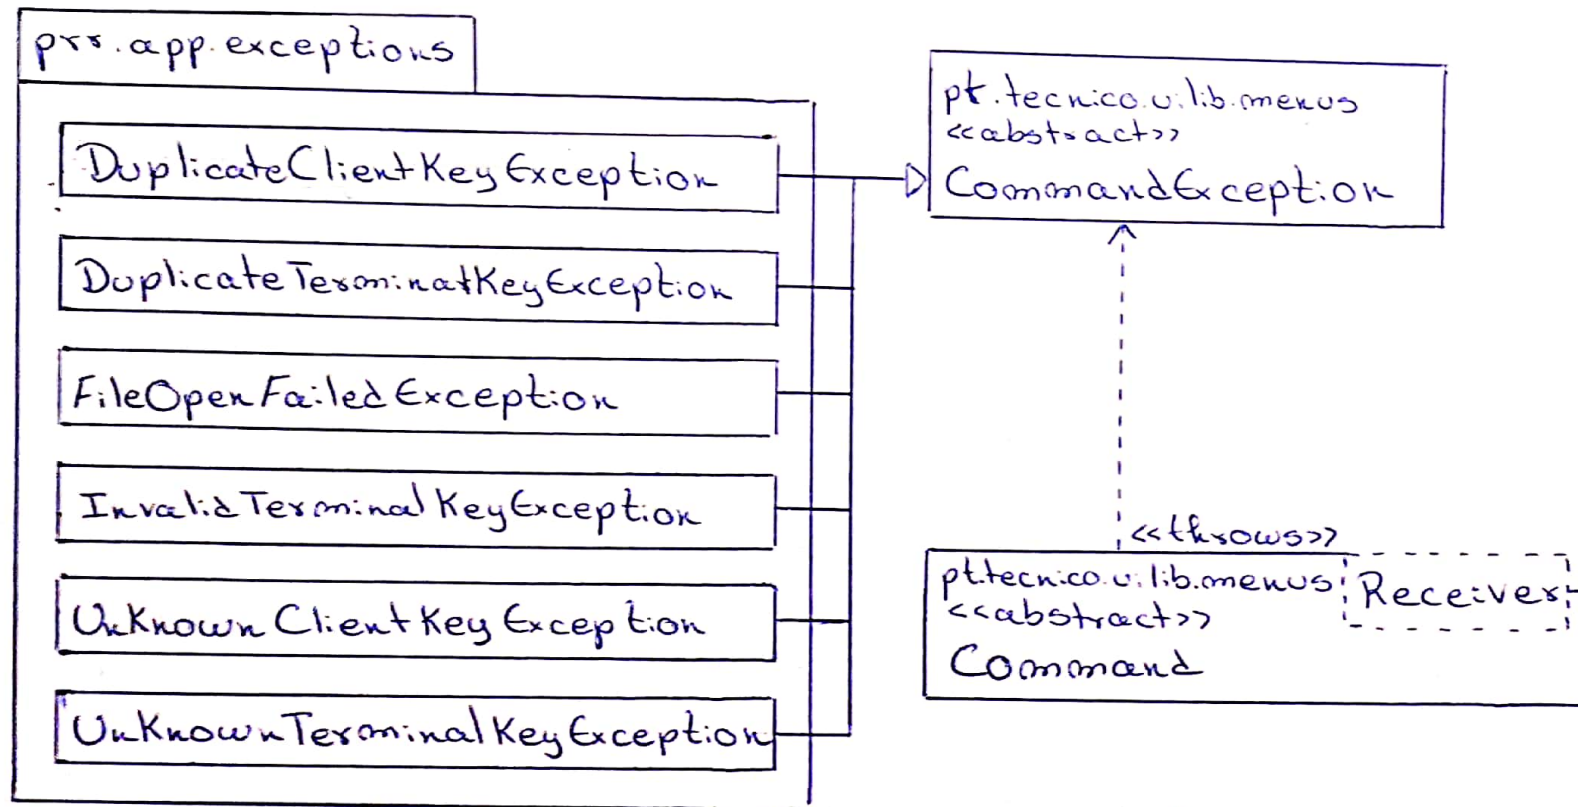 prr.app.exceptions
DuplicateClientKeyException
DuplicateTerminalKeyException
FileOpenFailedException
InvalidTerminalKeyException
UnknownClientKeyException
UnknownTerminalKeyException
pt.tecnico.uilib.menus
<<abstract>>
CommandException
<<throws>>
pt.tecnico.uilib.menus
<<abstract>>
Command
Receiver